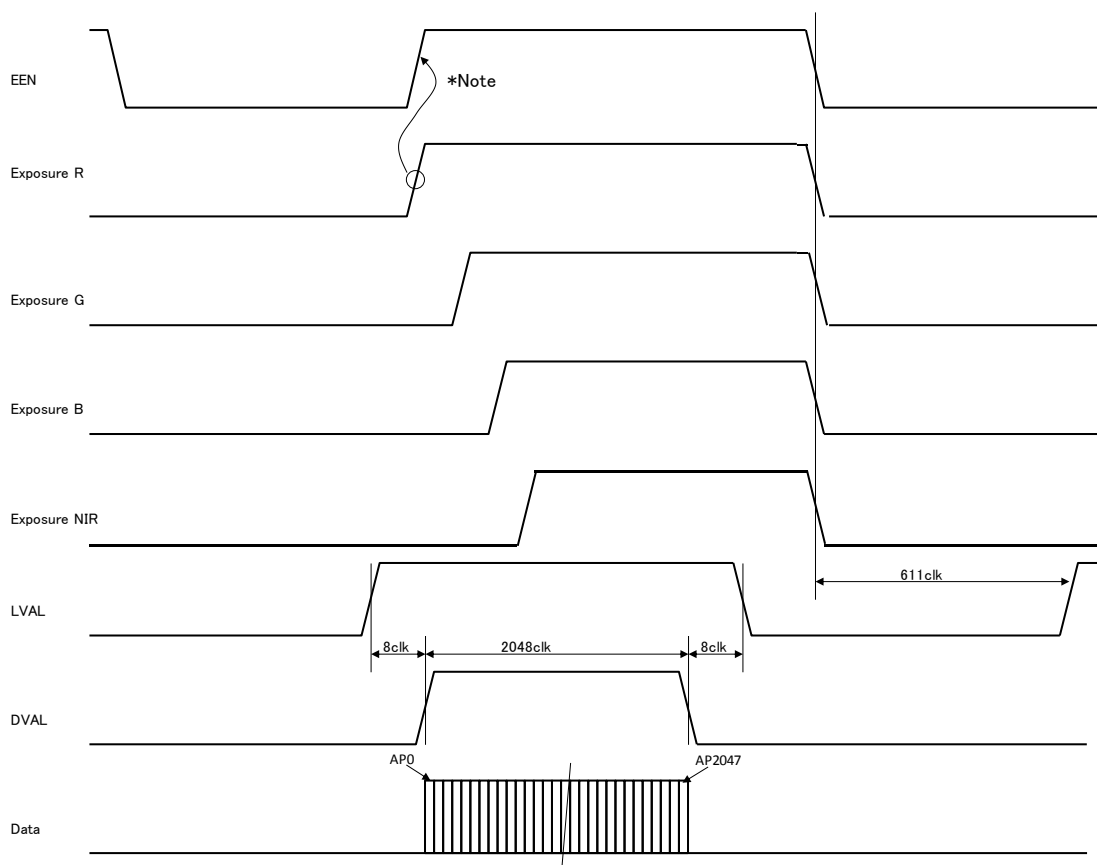 EEN
*Note
Exposure R
Exposure G
Exposure B
Exposure NIR
611clk
LVAL
8clk
2048clk
8clk
DVAL
AP0
AP2047
Data